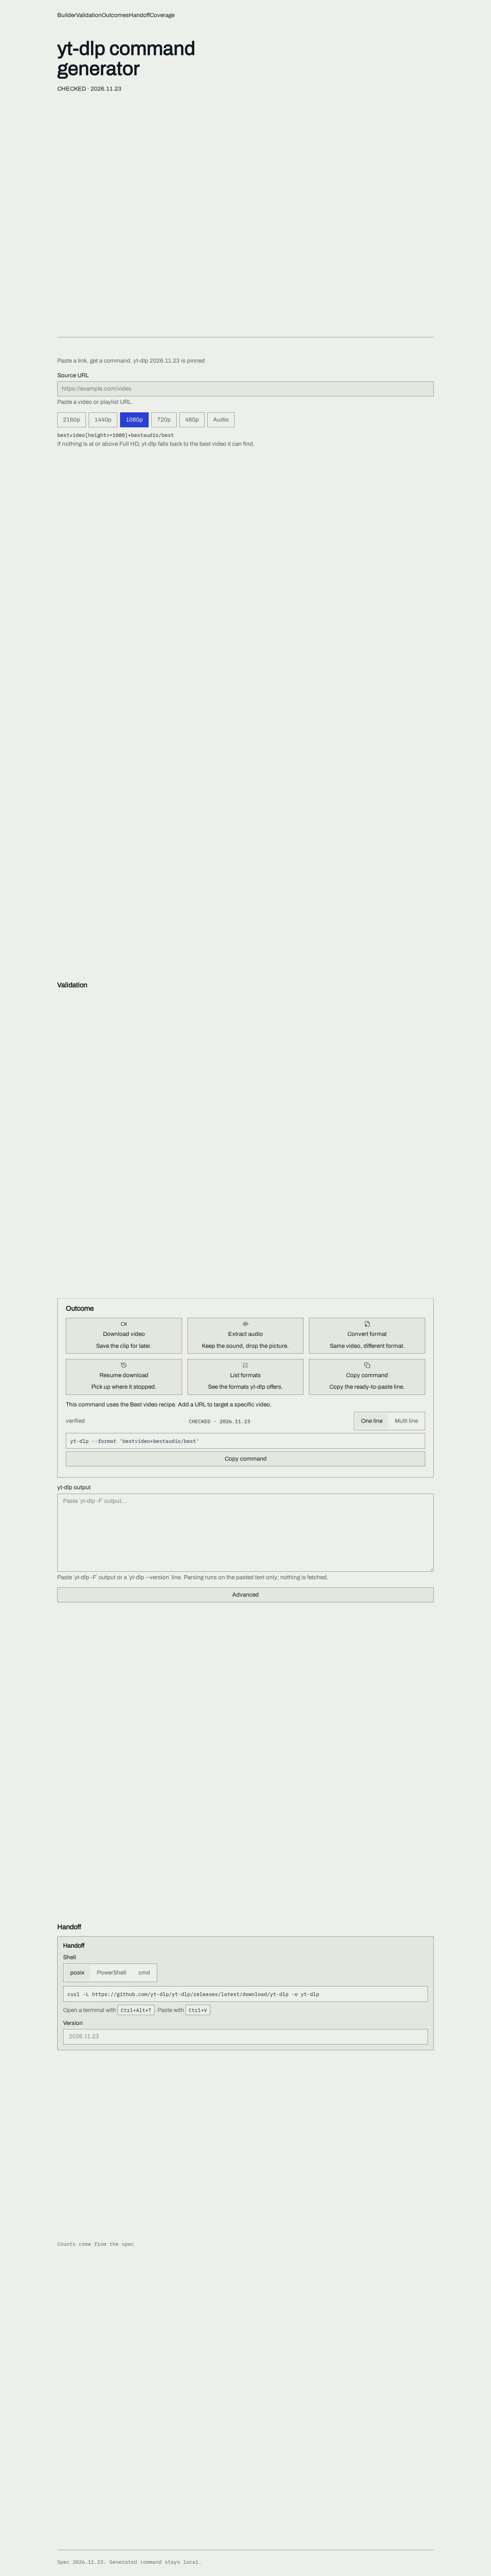 BuilderValidationOutcomesHandoffCoverage
yt-dlp command
generator
CHECKED · 2026.11.23
Paste a link, get a command. yt-dlp 2026.11.23 is pinned
Source URL
https://example.com/video
Paste a video or playlist URL.
2160p 1440p 1080p 720p 480p Audio
bestvideo[height>=1080]+bestaudio/best
If nothing is at or above Full HD, yt-dlp falls back to the best video it can find.
Validation
Outcome
Download video Extract audio Convert format
Save the clip for later. Keep the sound, drop the picture. Same video, different format.
Resume download List formats Copy command
Pick up where it stopped. See the formats yt-dlp offers. Copy the ready-to-paste line.
This command uses the Best video recipe. Add a URL to target a specific video.
verified CHECKED · 2026.11.23 One line Multi line
yt-dlp --format 'bestvideo+bestaudio/best'
Copy command
yt-dlp output
Paste `yt-dlp -F` output...
Paste `yt-dlp -F` output or a `yt-dlp --version` line. Parsing runs on the pasted text only; nothing is fetched.
Advanced
Handoff
Handoff
Shell
posix PowerShell cmd
curl -L https://github.com/yt-dlp/yt-dlp/releases/latest/download/yt-dlp -o yt-dlp
Open a terminal with Ctrl+Alt+T. Paste with Ctrl+V.
Version
2026.11.23
Counts come from the spec
Spec 2026.11.23. Generated command stays local.